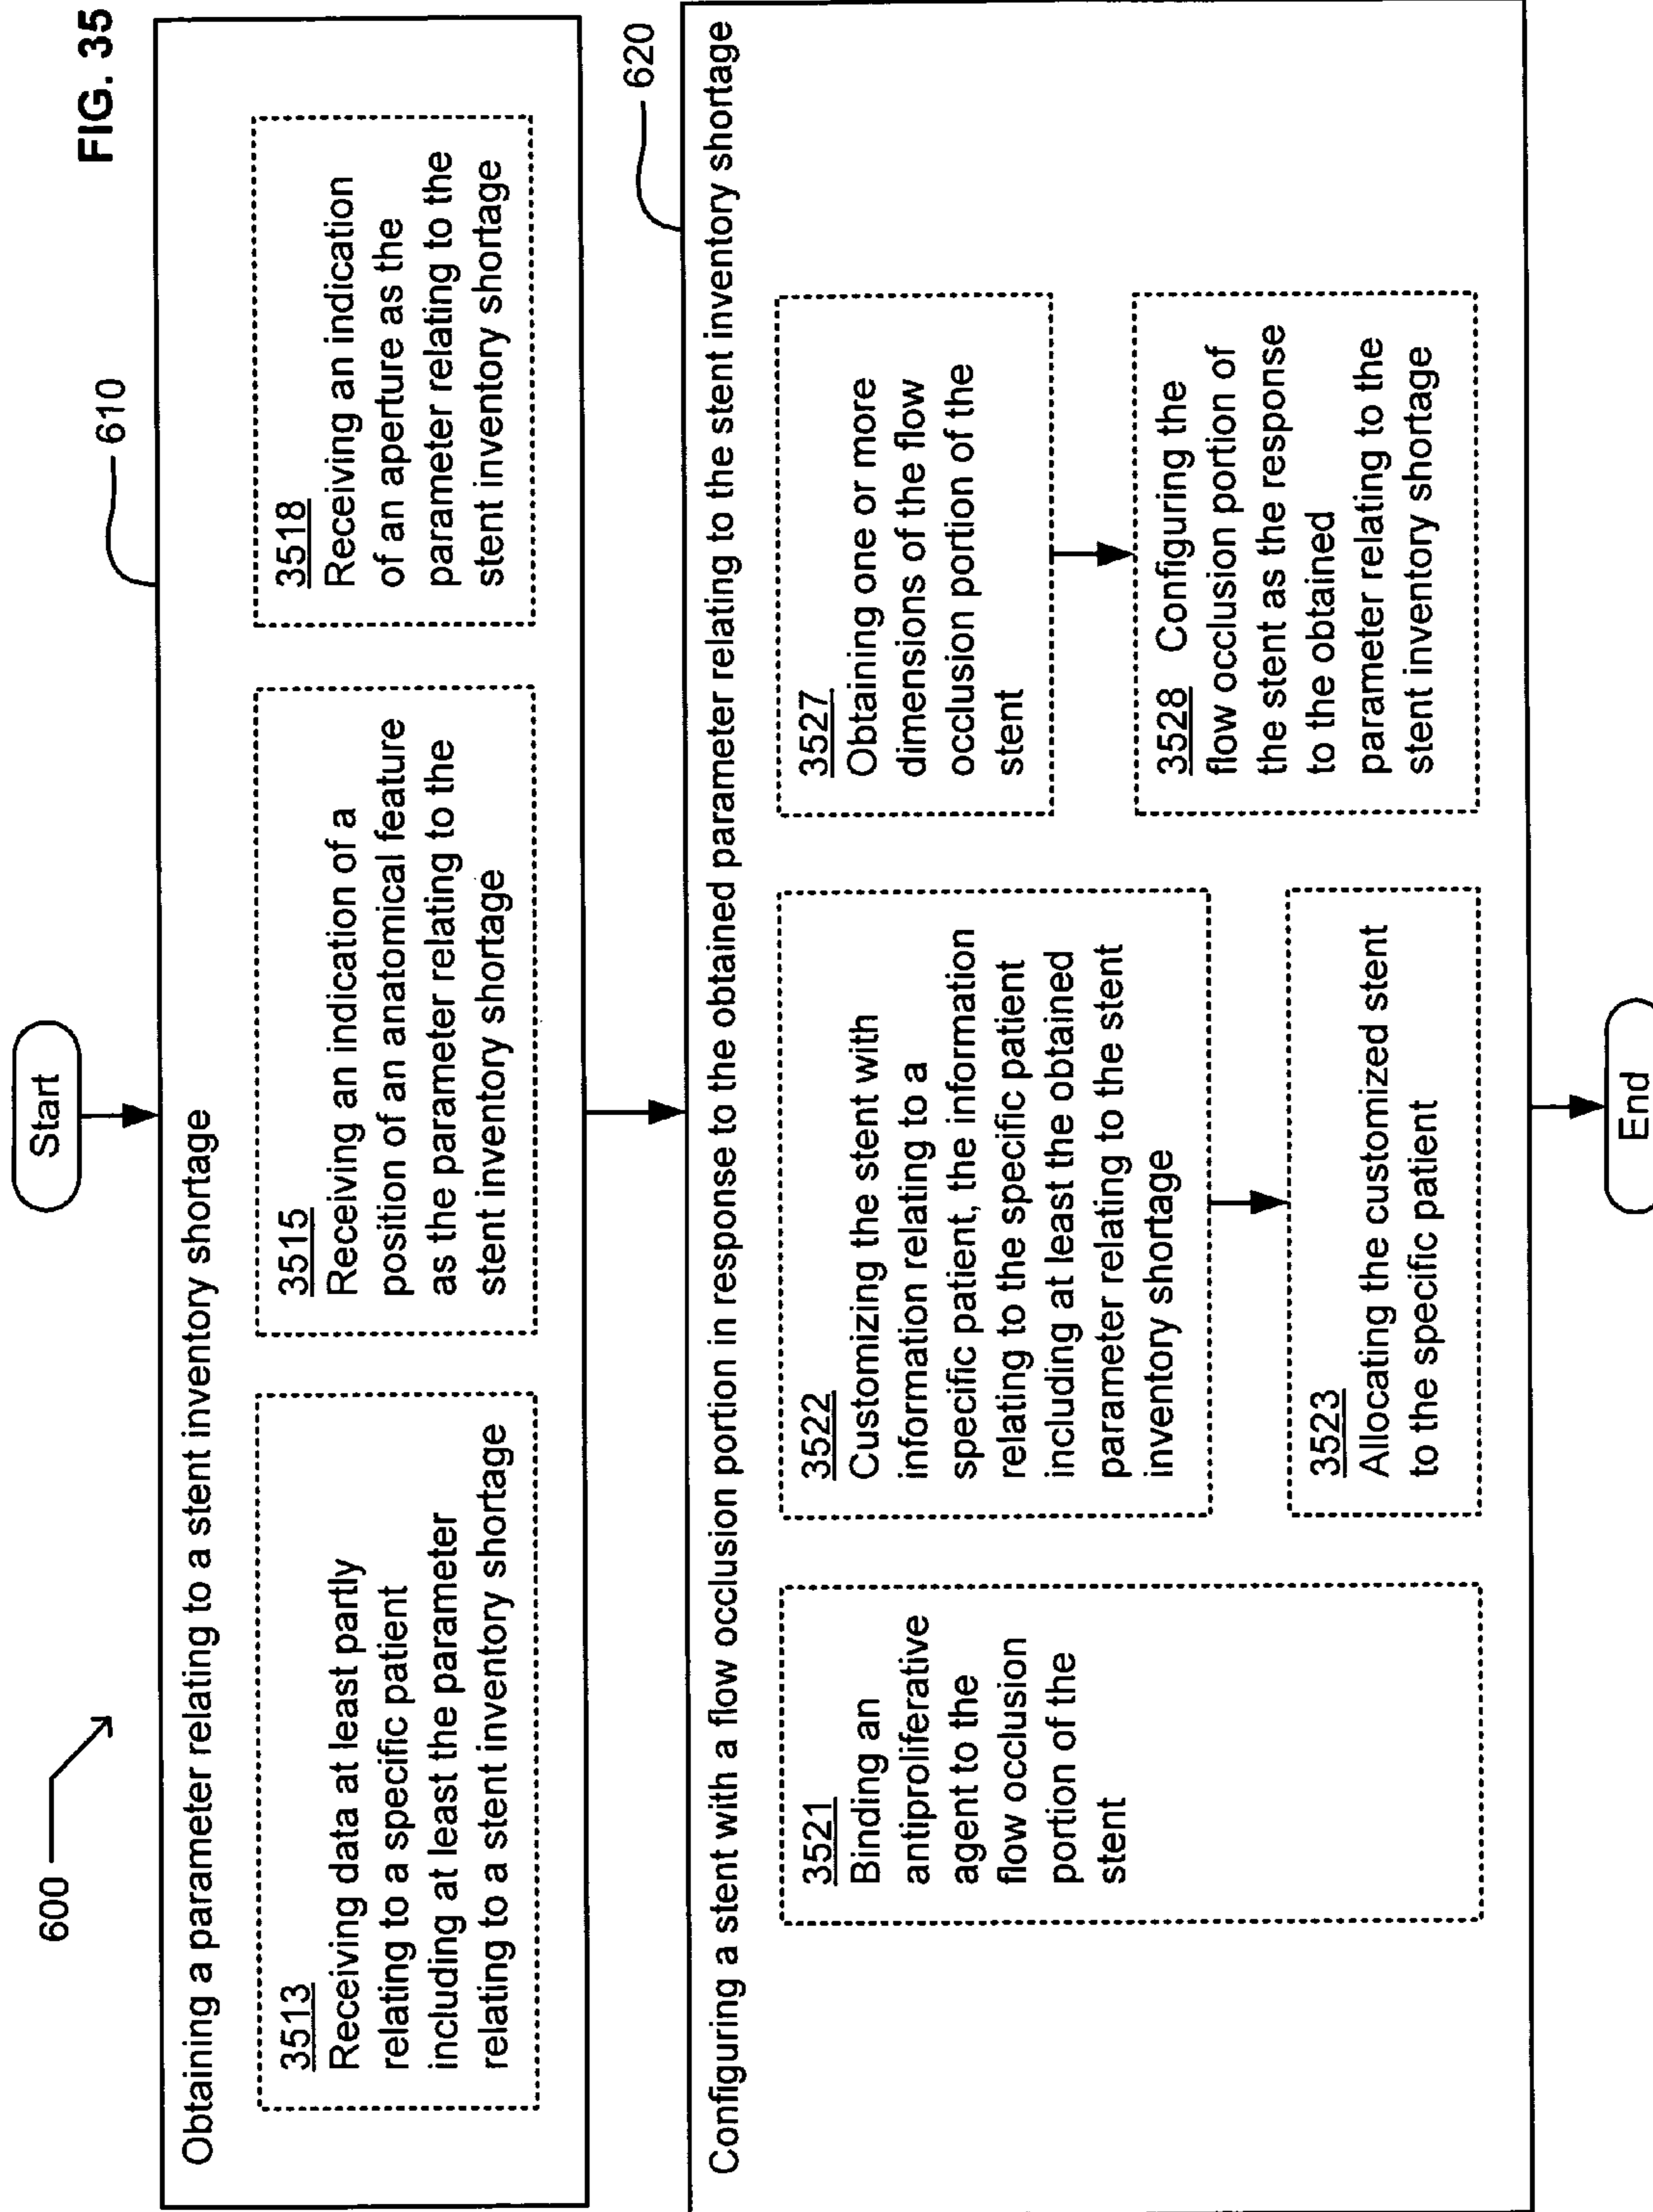 FIG. 35
600
Start
610
Obtaining a parameter relating to a stent inventory shortage
3513
Receiving data at least partly
relating to a specific patient
including at least the parameter
relating to a stent inventory shortage
3515
Receiving an indication of a
position of an anatomical feature
as the parameter relating to the
stent inventory shortage
3518
Receiving an indication
of an aperture as the
parameter relating to the
stent inventory shortage
620
Configuring a stent with a flow occlusion portion in response to the obtained parameter relating to the stent inventory shortage
3521
Binding an
antiproliferative
agent to the
flow occlusion
portion of the
stent
3522
Customizing the stent with
information relating to a
specific patient, the information
relating to the specific patient
including at least the obtained
parameter relating to the stent
inventory shortage
3523
Allocating the customized stent
to the specific patient
3527
Obtaining one or more
dimensions of the flow
occlusion portion of the
stent
3528 Configuring the
flow occlusion portion of
the stent as the response
to the obtained
parameter relating to the
stent inventory shortage
End